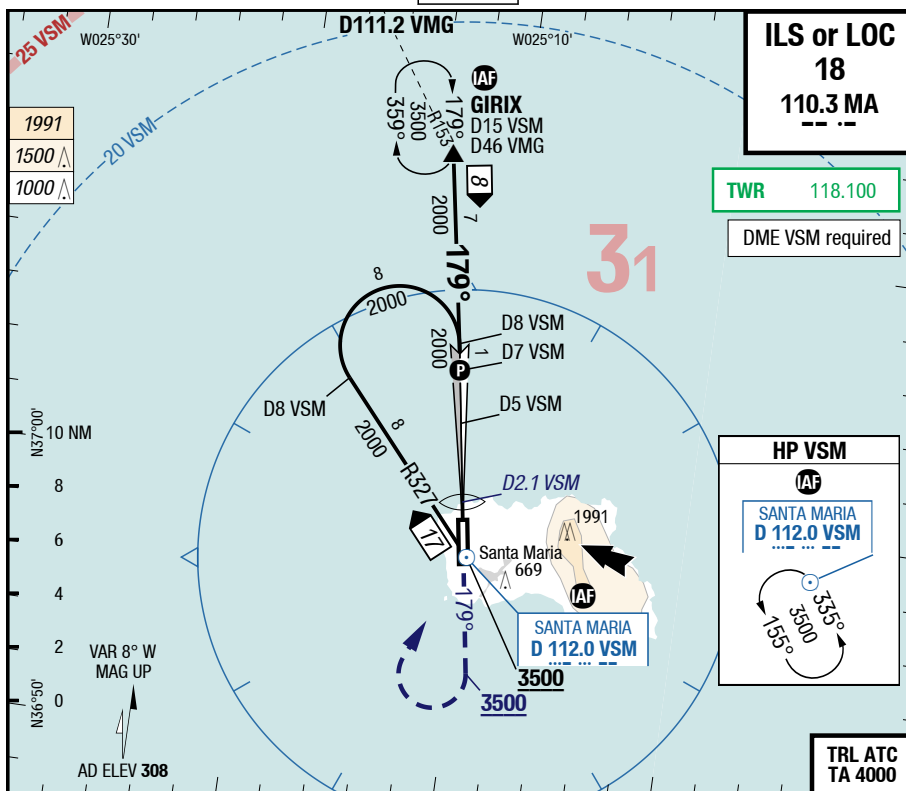 25 VSM
W025°30'
D111.2 VMG
W025°10'
ILS or LOC
18
110.3 MA
20 VSM
1991
1500
1000
359°
3500
179°
R153
IAF
GIRIX
D15 VSM
D46 VMG
TWR 118.100
DME VSM required
8
7
2000
179°
31
8
2000
D8 VSM
2000
1
D7 VSM
P
D8 VSM
D5 VSM
8
2000
R327
17
D2.1 VSM
N37°00'
10 NM
8
6
4
2
0
N36°50'
1991
Santa Maria
669
IAF
SANTA MARIA
D 112.0 VSM
179°
3500
3500
HP VSM
IAF
SANTA MARIA
D 112.0 VSM
335°
3500
155°
VAR 8° W
MAG UP
AD ELEV 308
TRL ATC
TA 4000